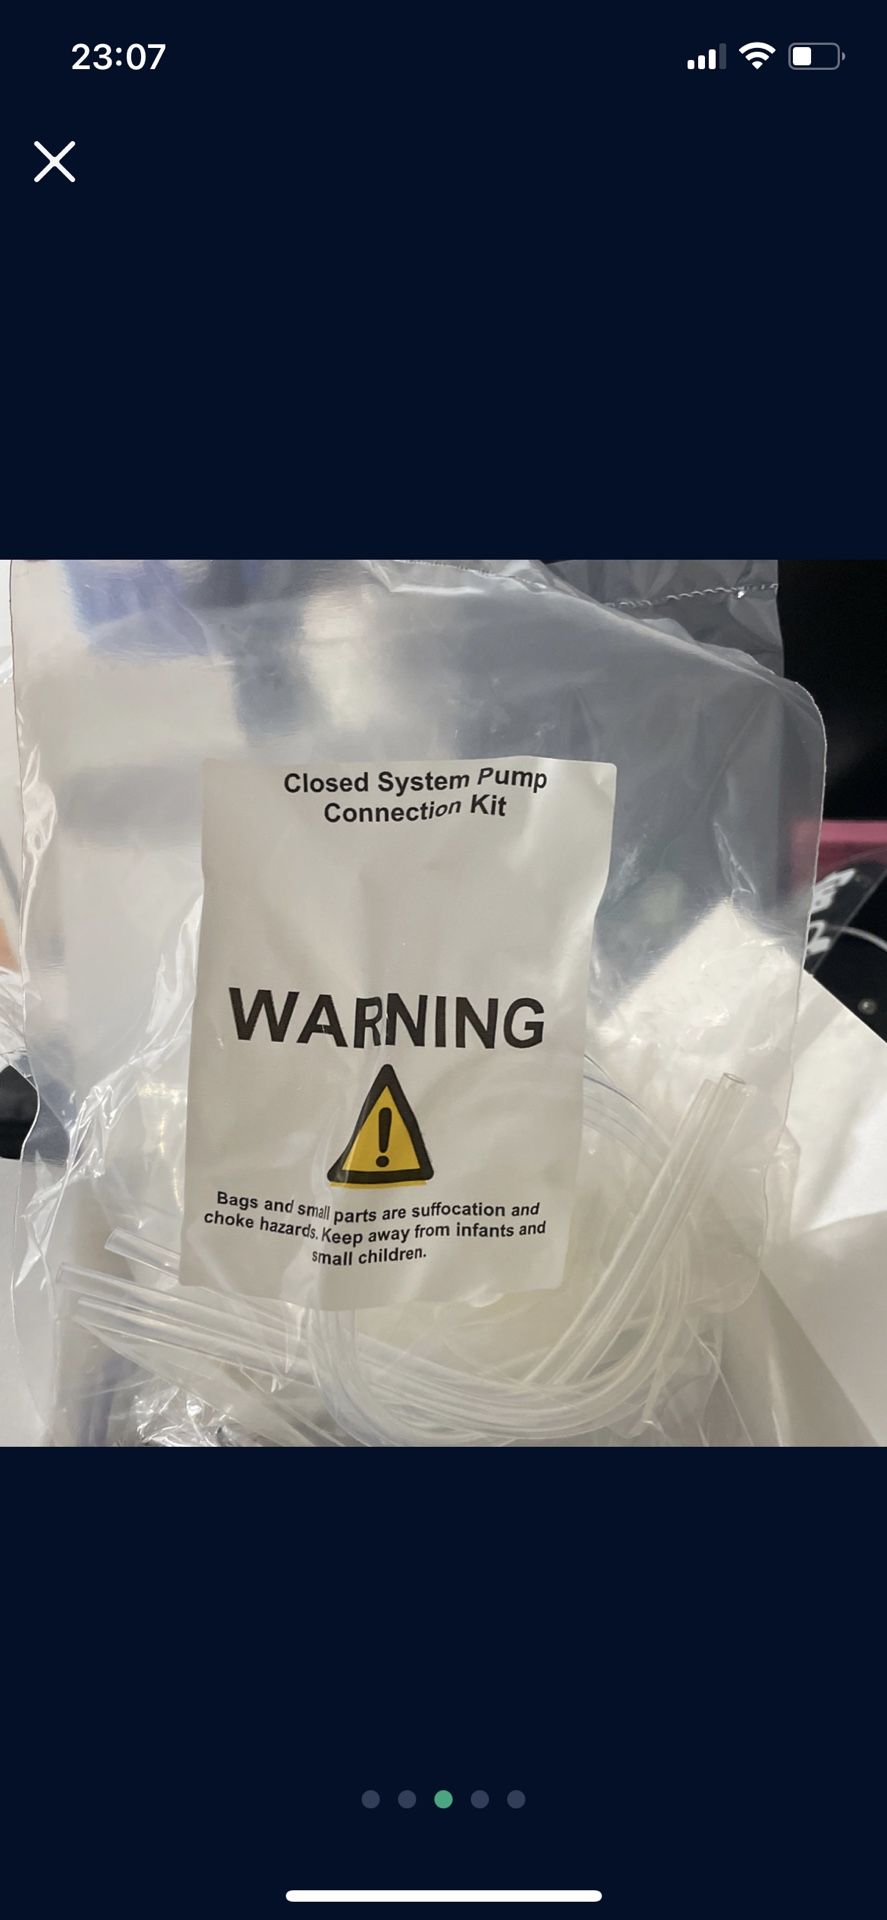 23:07
Closed System Pump
Connection Kit
WARNING
Bags and small parts are suffocation and
choke hazards. Keep away from infants and
small children.